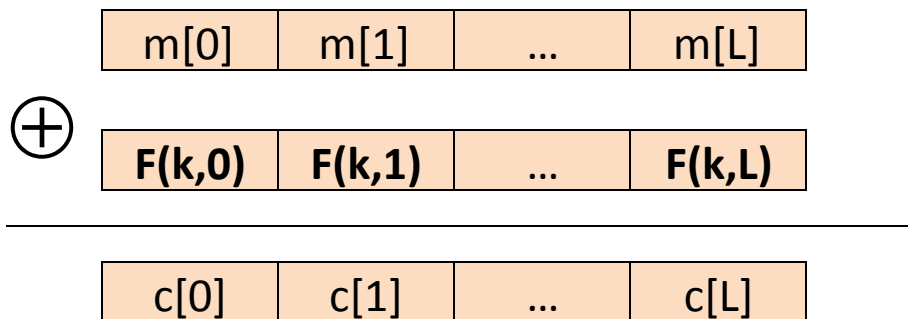 m[0] m[1] … m[L]
⊕
F(k,0) F(k,1) … F(k,L)
c[0] c[1] … c[L]